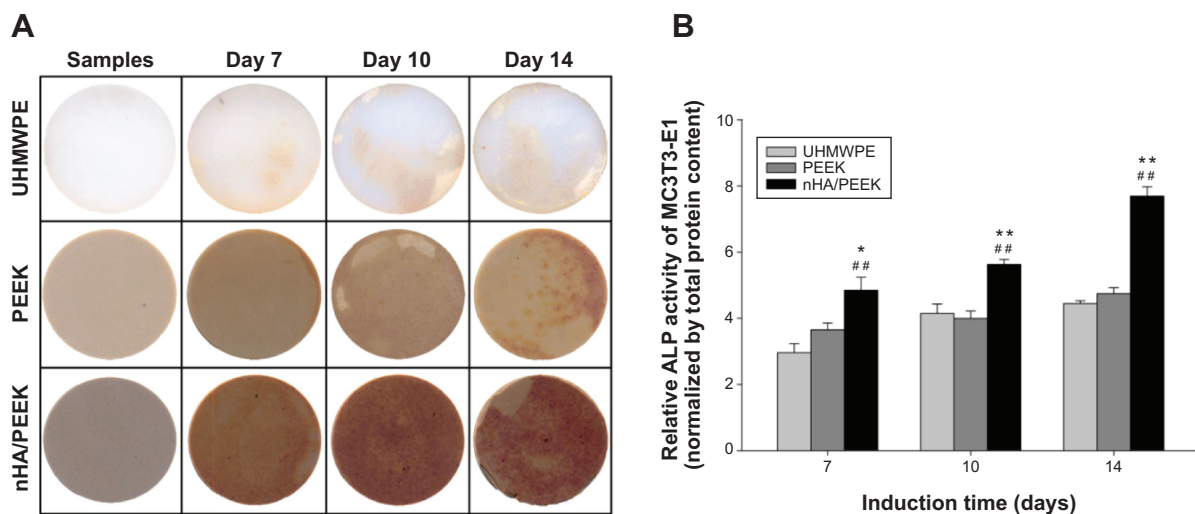 A
Samples Day 7 Day 10 Day 14
UHMWPE
PEEK
nHA/PEEK
B
Relative ALP activity of MC3T3-E1
(normalized by total protein content)
10
8
6
4
2
0
UHMWPE
PEEK
nHA/PEEK
*
##
**
##
**
##
7 10 14
Induction time (days)